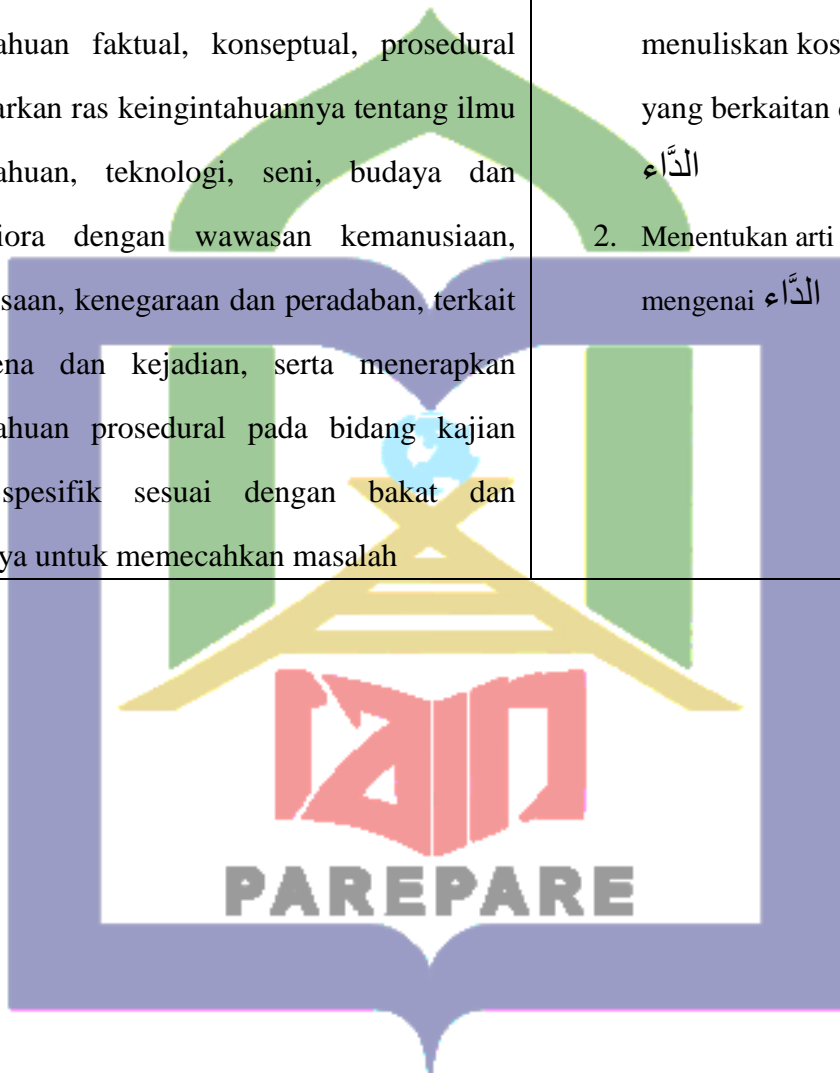 ahuan faktual, konseptual, prosedural
arkan ras keingintahuannya tentang ilmu
ahuan, teknologi, seni, budaya dan
iora dengan wawasan kemanusiaan,
saan, kenegaraan dan peradaban, terkait
ena dan kejadian, serta menerapkan
ahuan prosedural pada bidang kajian
spesifik sesuai dengan bakat dan
ya untuk memecahkan masalah
menuliskan kos
yang berkaitan
الدَّاء
2. Menentukan arti
mengenai الدَّاء
iain
PAREPARE